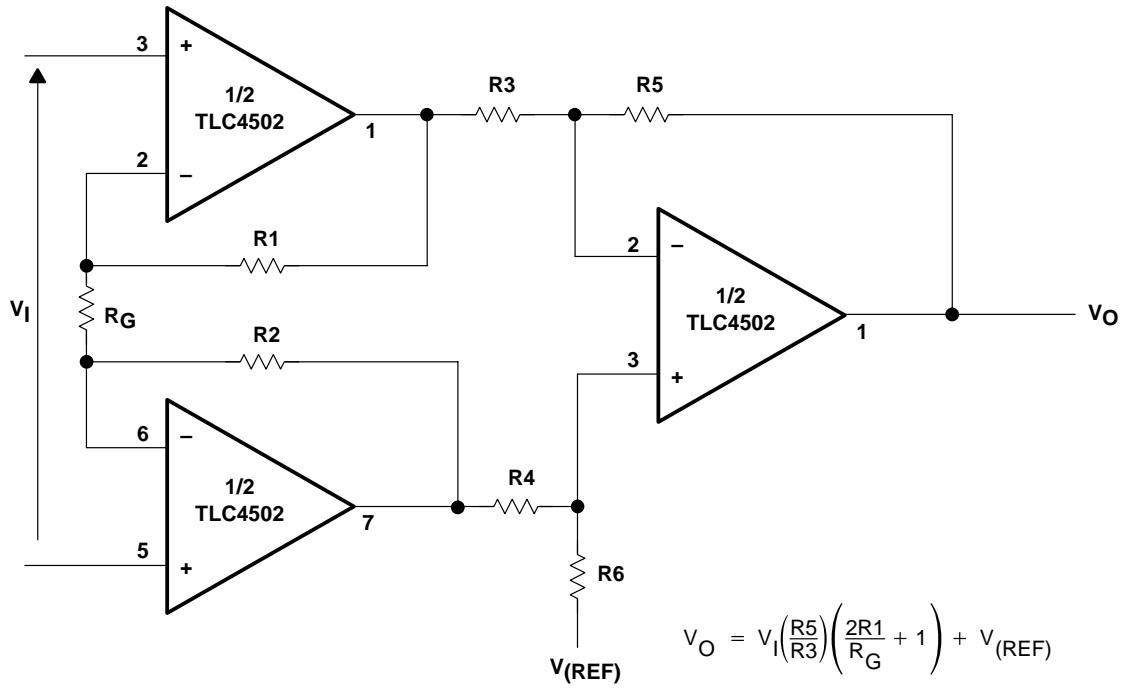 3
+
1/2
TLC4502
1
2
–
R3
R5
R1
VI
RG
R2
2
–
1/2
TLC4502
1
3
+
VO
6
–
1/2
TLC4502
7
5
+
R4
R6
V(REF)
VO = VI(R5/R3)(2R1/RG + 1) + V(REF)